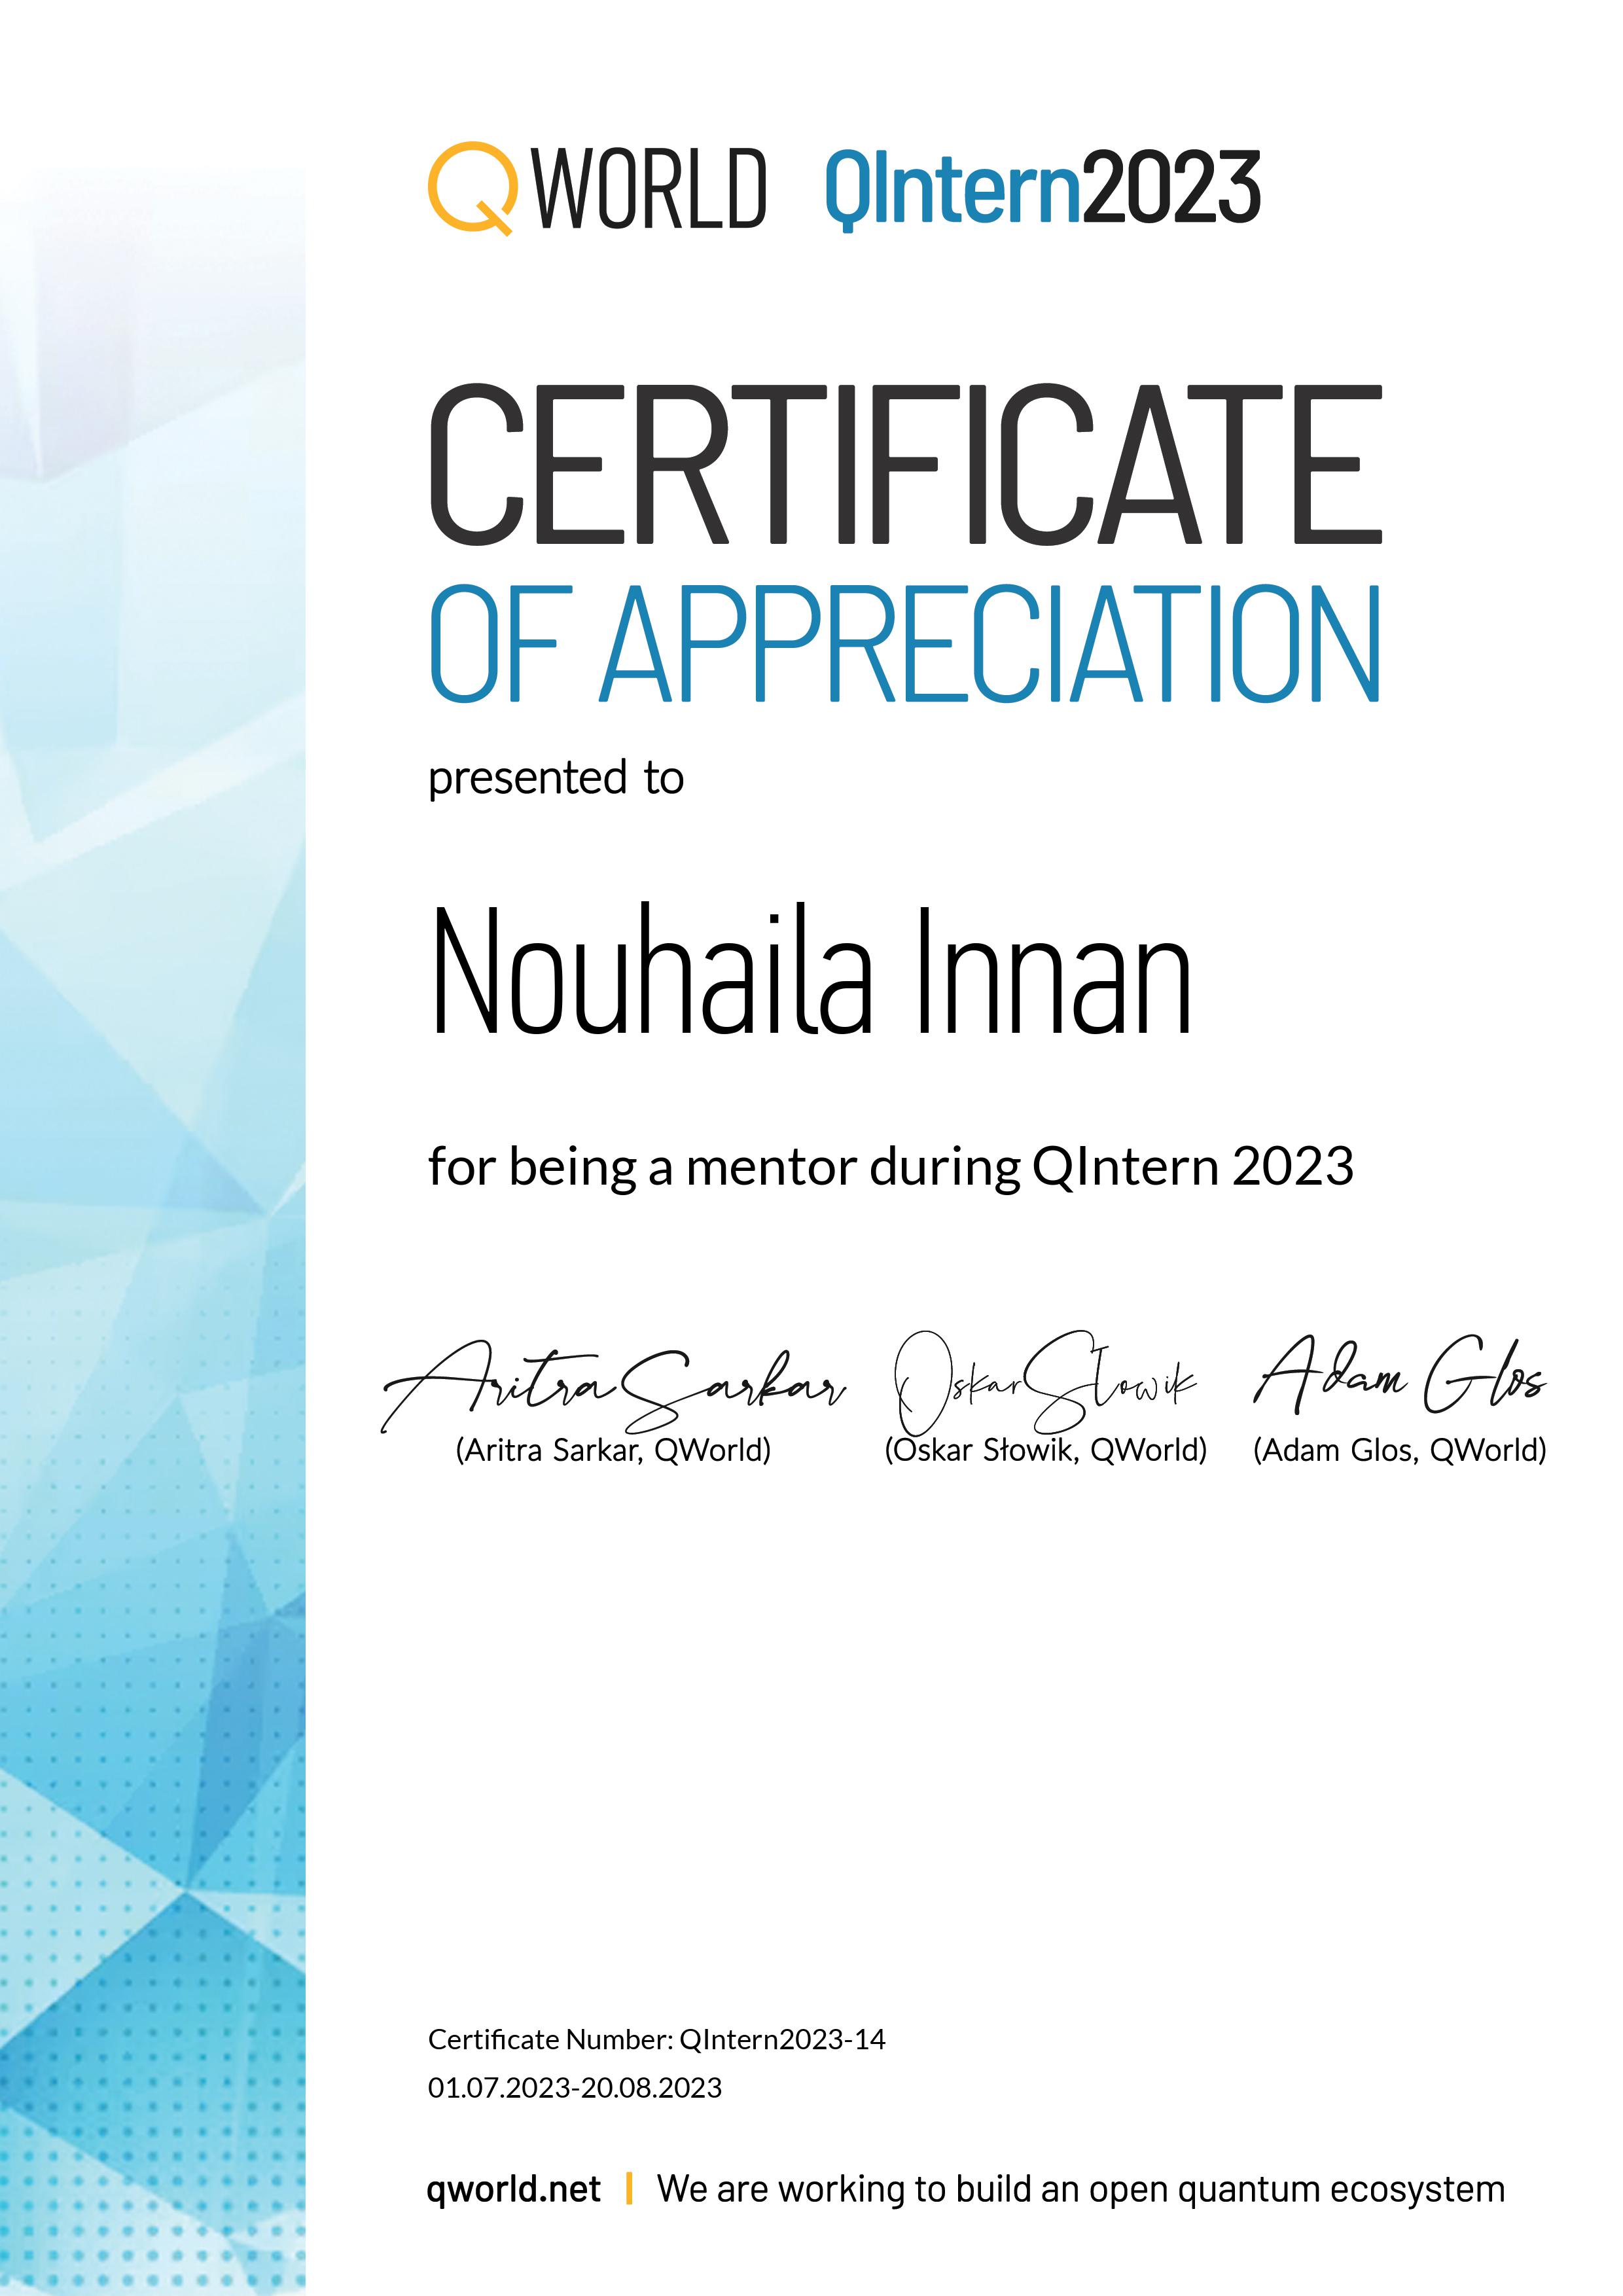 QWORLD QIntern2023
CERTIFICATE
OF APPRECIATION
presented to
Nouhaila Innan
for being a mentor during QIntern 2023
Aritra Sarkar Oskar Słowik Adam Glos
(Aritra Sarkar, QWorld) (Oskar Słowik, QWorld) (Adam Glos, QWorld)
Certificate Number: QIntern2023-14
01.07.2023-20.08.2023
qworld.net | We are working to build an open quantum ecosystem